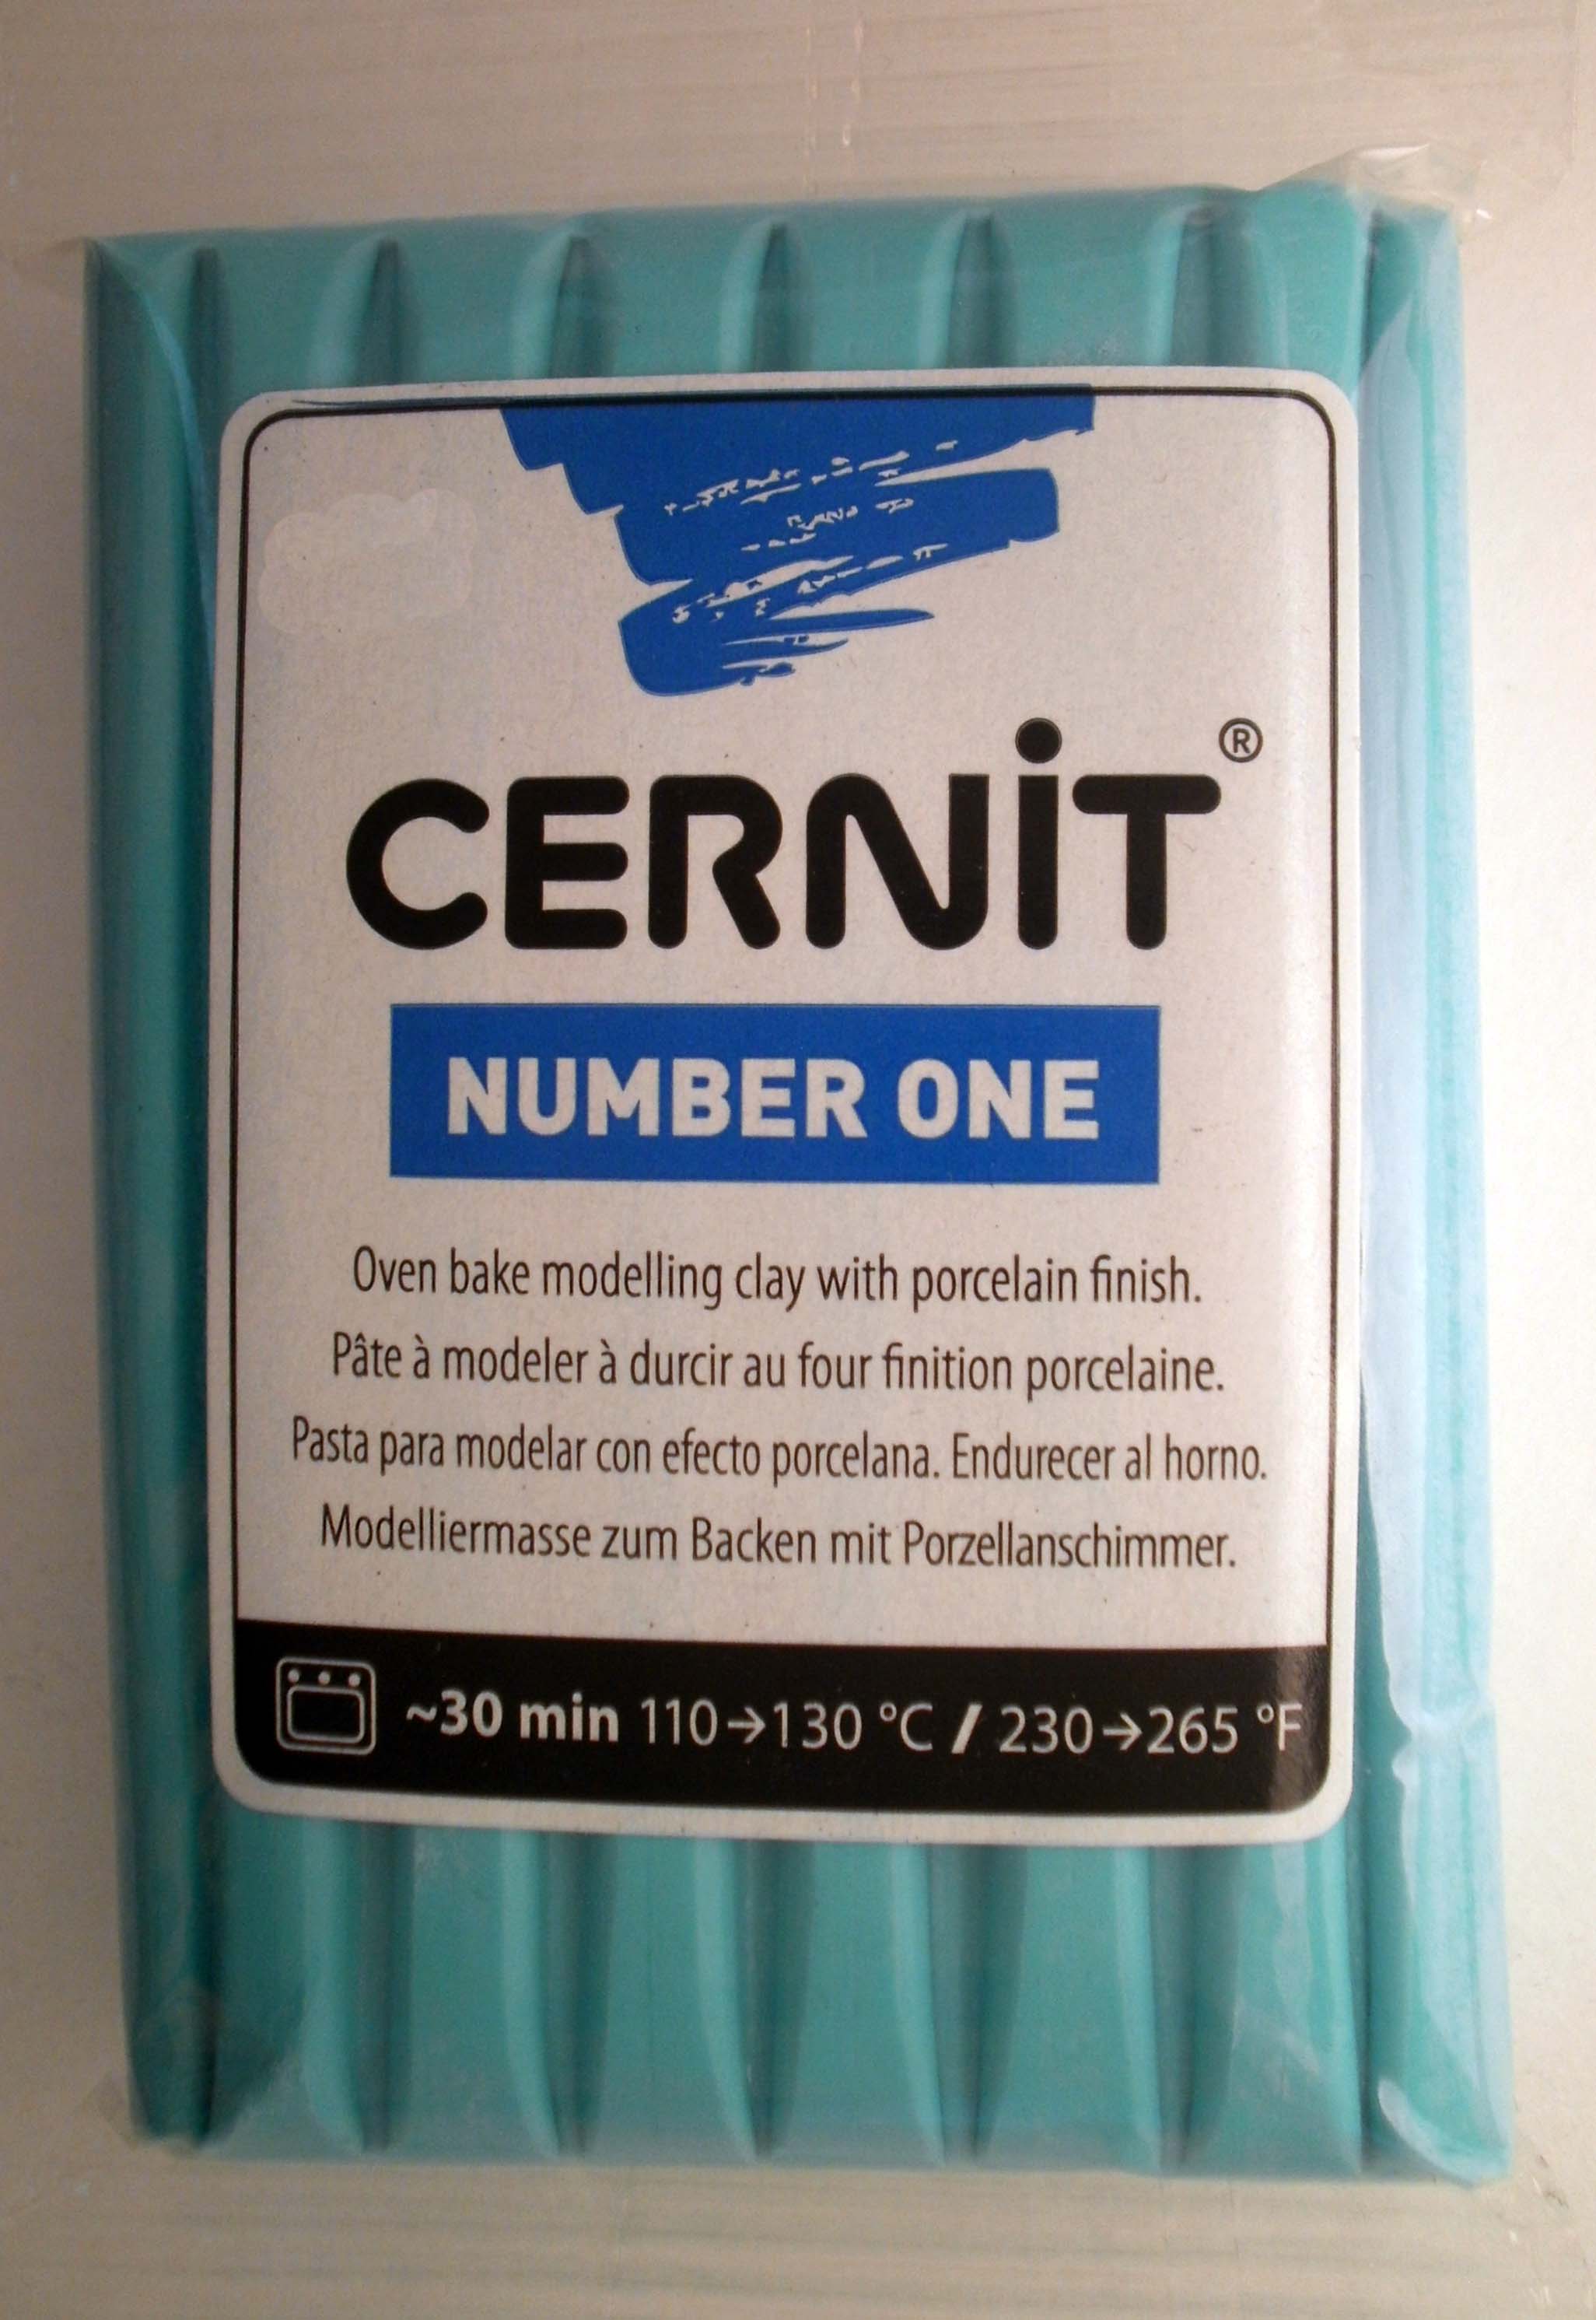 CERNiT®
NUMBER ONE
Oven bake modelling clay with porcelain finish.
Pâte à modeler à durcir au four finition porcelaine.
Pasta para modelar con efecto porcelana. Endurecer al horno.
Modelliermasse zum Backen mit Porzellanschimmer.
~30 min 110→130 °C / 230→265 °F